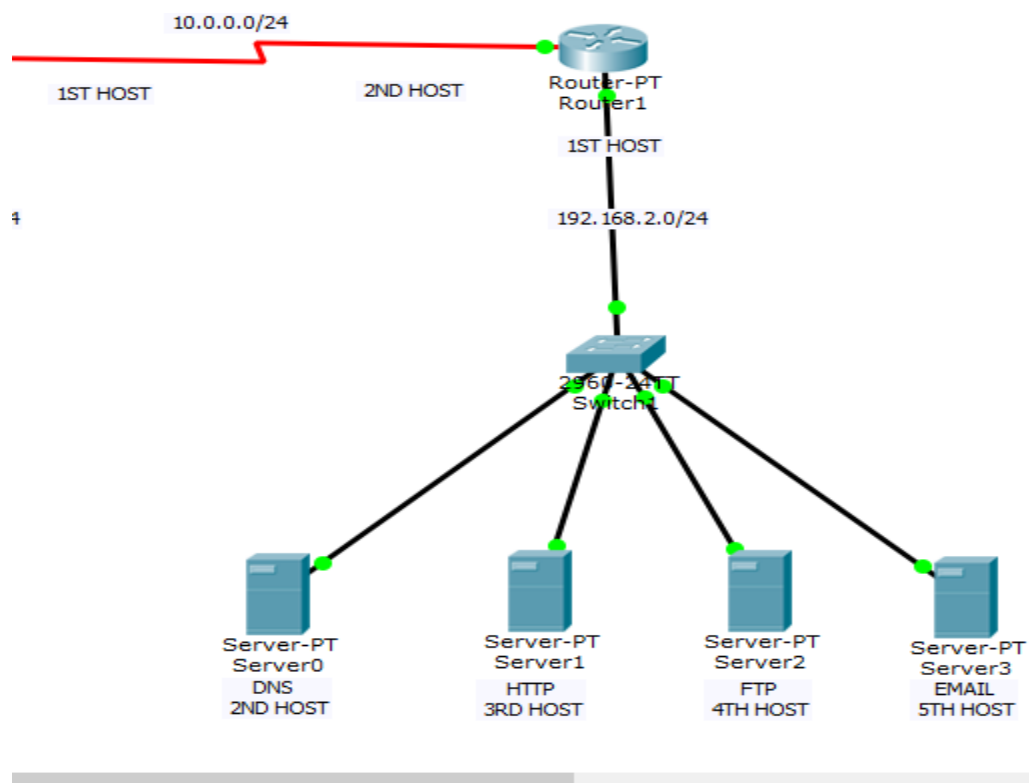 10.0.0.0/24
1ST HOST
2ND HOST
Router-PT
Router1
1ST HOST
4
192.168.2.0/24
2960-24TT
Switch1
Server-PT
Server0
DNS
2ND HOST
Server-PT
Server1
HTTP
3RD HOST
Server-PT
Server2
FTP
4TH HOST
Server-PT
Server3
EMAIL
5TH HOST